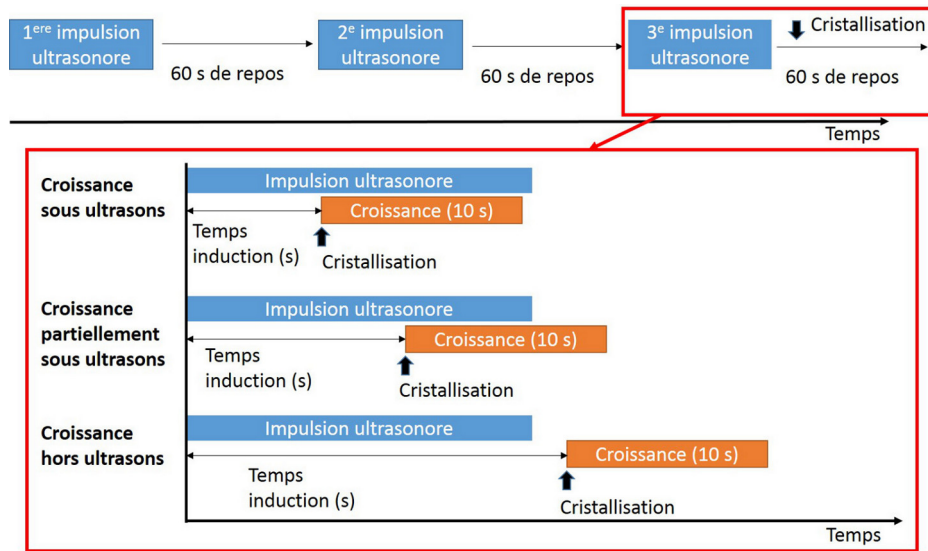 1ere impulsion
ultrasonore
60 s de repos
2e impulsion
ultrasonore
60 s de repos
3e impulsion
ultrasonore
Cristallisation
60 s de repos
Temps
Croissance
sous ultrasons
Impulsion ultrasonore
Croissance (10 s)
Temps
induction (s)
Cristallisation
Croissance
partiellement
sous ultrasons
Impulsion ultrasonore
Croissance (10 s)
Temps
induction (s)
Cristallisation
Croissance
hors ultrasons
Impulsion ultrasonore
Croissance (10 s)
Temps
induction (s)
Cristallisation
Temps